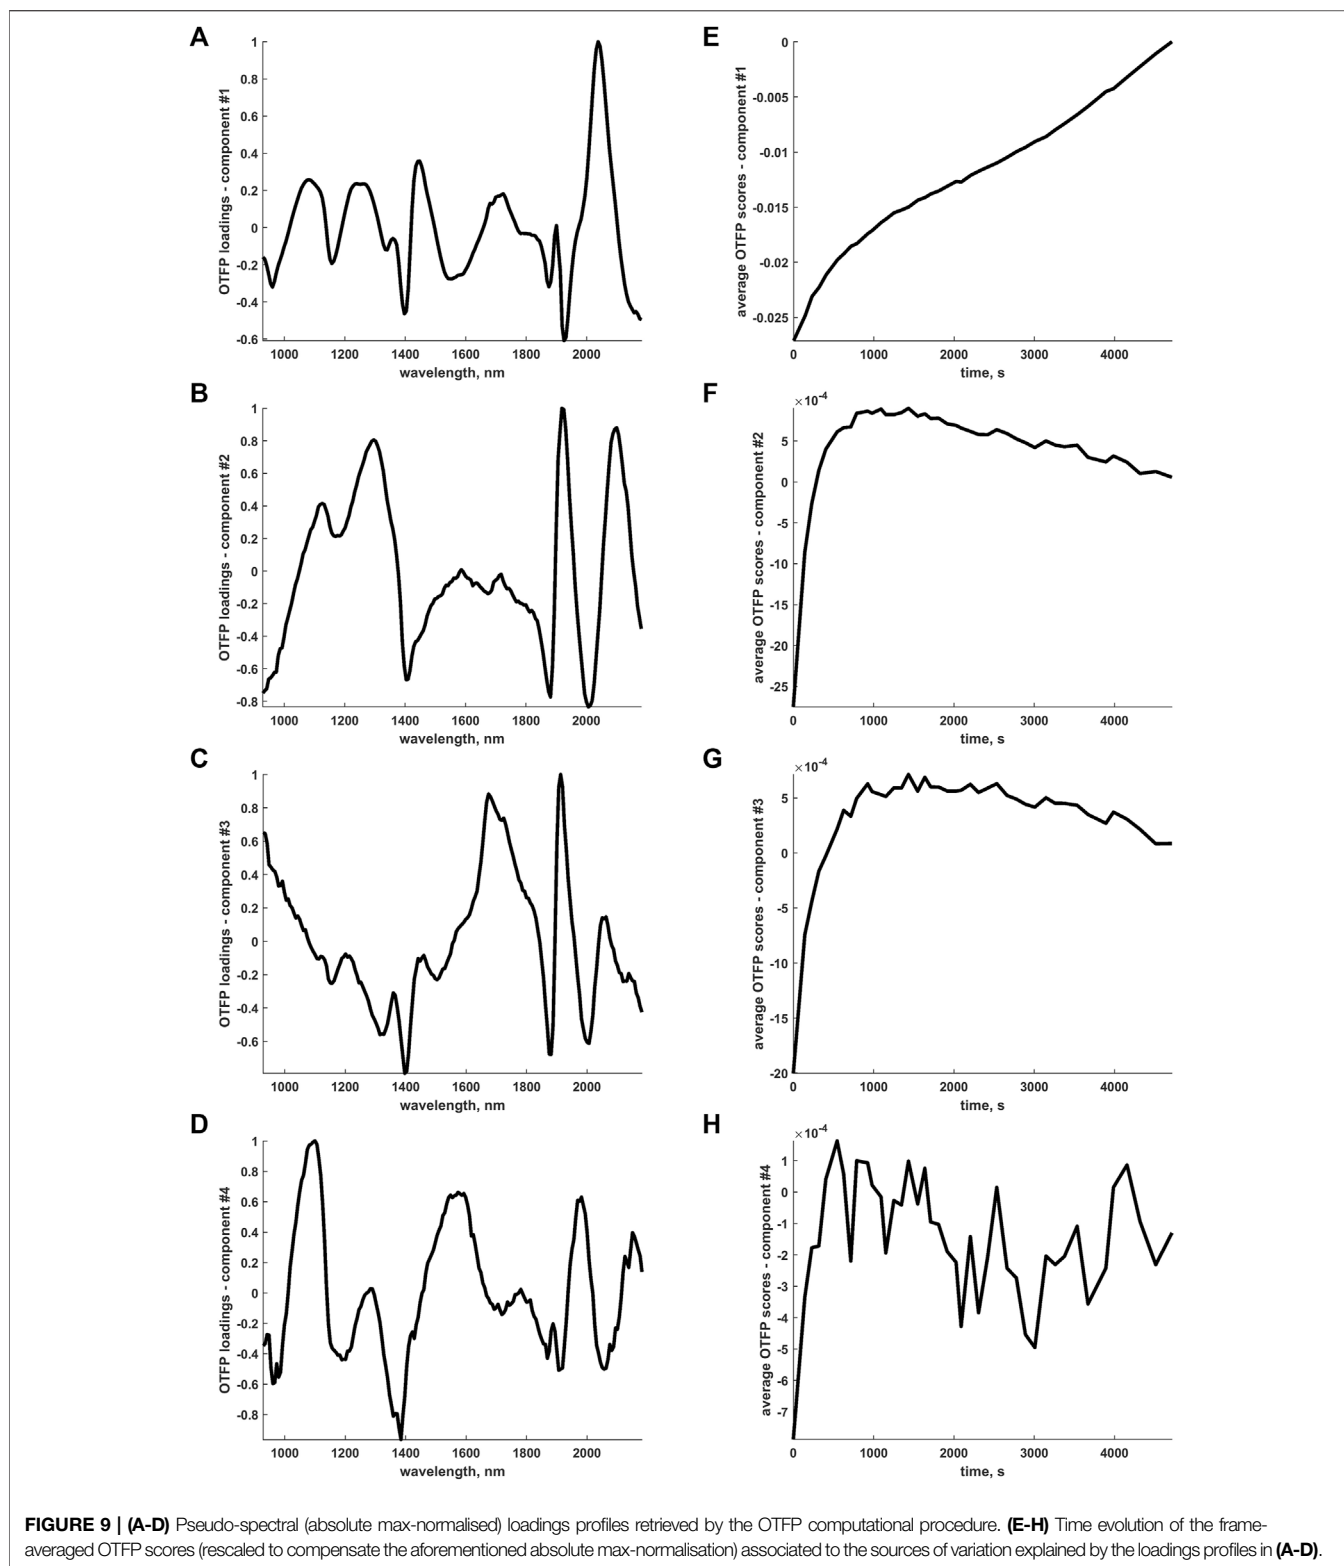 A
OTFP loadings - component #1
1
0.8
0.6
0.4
0.2
0
-0.2
-0.4
-0.6
1000 1200 1400 1600 1800 2000
wavelength, nm
E
average OTFP scores - component #1
0
-0.005
-0.01
-0.015
-0.02
-0.025
0 1000 2000 3000 4000
time, s
B
OTFP loadings - component #2
1
0.8
0.6
0.4
0.2
0
-0.2
-0.4
-0.6
-0.8
1000 1200 1400 1600 1800 2000
wavelength, nm
F
×10-4
average OTFP scores - component #2
5
0
-5
-10
-15
-20
-25
0 1000 2000 3000 4000
time, s
C
OTFP loadings - component #3
1
0.8
0.6
0.4
0.2
0
-0.2
-0.4
-0.6
1000 1200 1400 1600 1800 2000
wavelength, nm
G
×10-4
average OTFP scores - component #3
5
0
-5
-10
-15
-20
0 1000 2000 3000 4000
time, s
D
OTFP loadings - component #4
1
0.8
0.6
0.4
0.2
0
-0.2
-0.4
-0.6
-0.8
1000 1200 1400 1600 1800 2000
wavelength, nm
H
×10-4
average OTFP scores - component #4
1
0
-1
-2
-3
-4
-5
-6
-7
0 1000 2000 3000 4000
time, s
FIGURE 9 | (A-D) Pseudo-spectral (absolute max-normalised) loadings profiles retrieved by the OTFP computational procedure. (E-H) Time evolution of the frame-
averaged OTFP scores (rescaled to compensate the aforementioned absolute max-normalisation) associated to the sources of variation explained by the loadings profiles in (A-D).